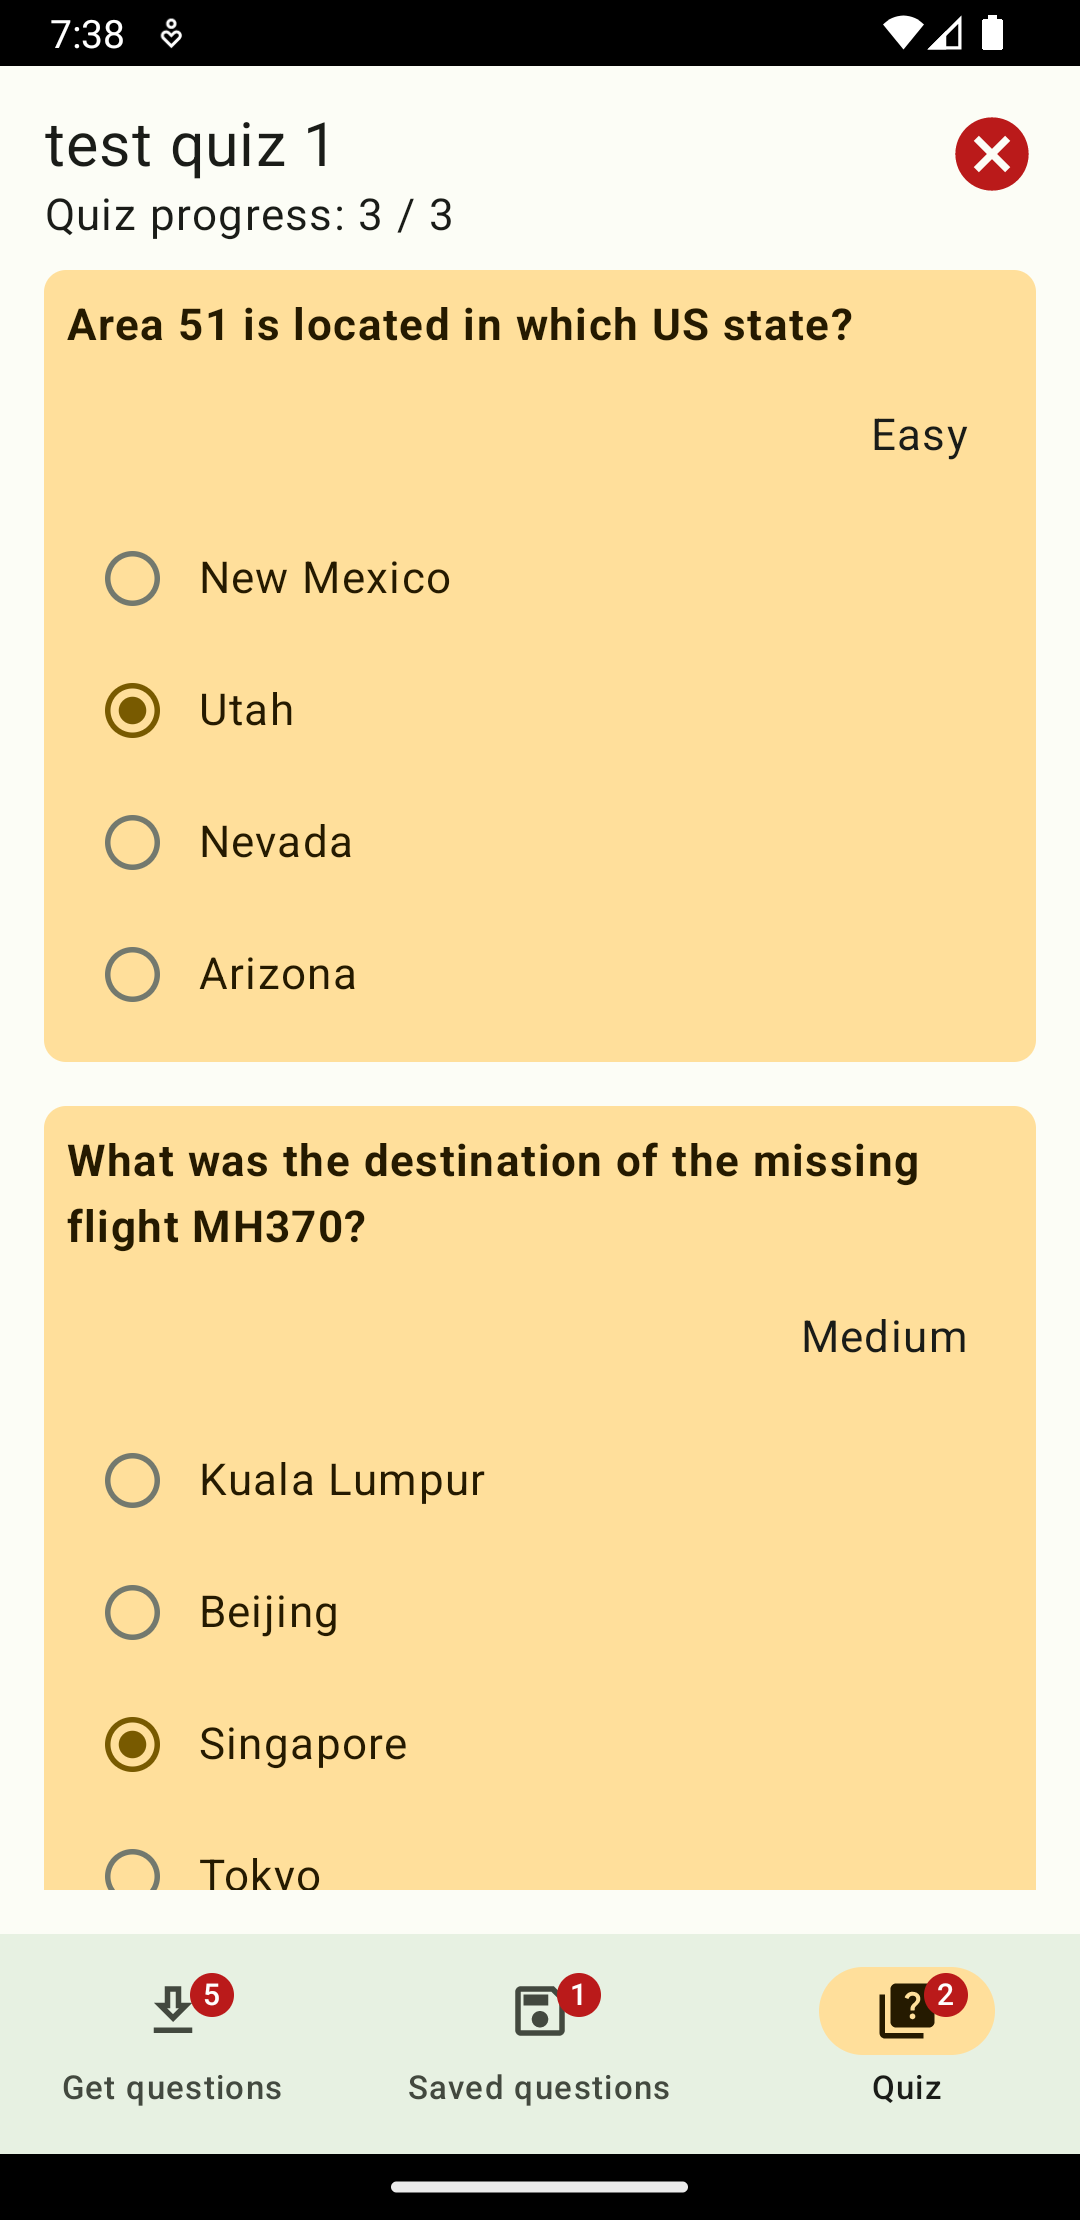 7:38
test quiz 1
Quiz progress: 3 / 3
Area 51 is located in which US state?
Easy
New Mexico
Utah
Nevada
Arizona
What was the destination of the missing
flight MH370?
Medium
Kuala Lumpur
Beijing
Singapore
Tokyo
5
1
?
2
Get questions
Saved questions
Quiz